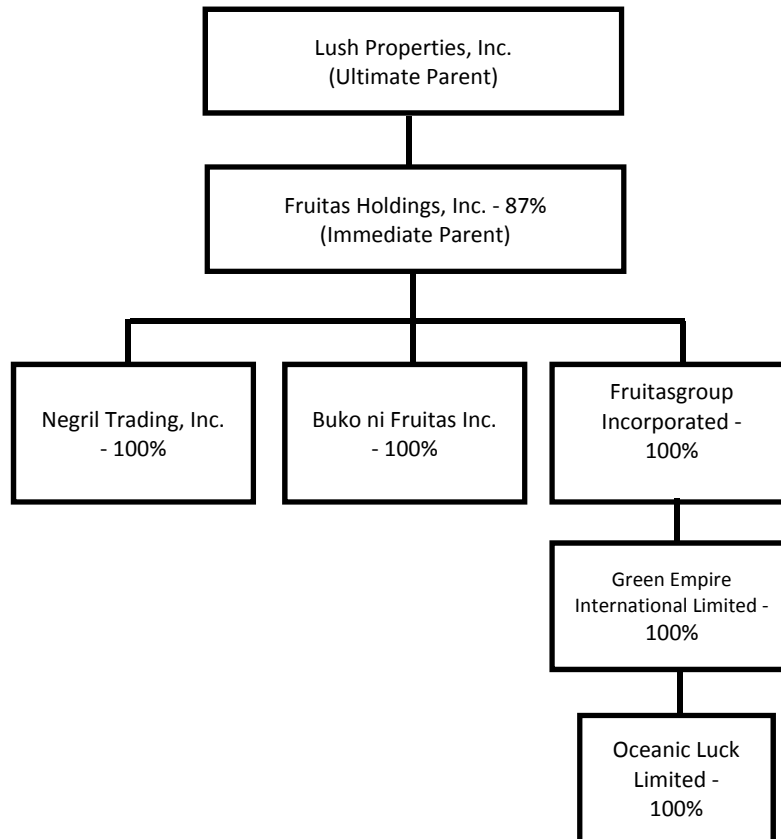 Lush Properties, Inc.
(Ultimate Parent)
Fruitas Holdings, Inc. - 87%
(Immediate Parent)
Negril Trading, Inc.
- 100%
Buko ni Fruitas Inc.
- 100%
Fruitasgroup
Incorporated -
100%
Green Empire
International Limited -
100%
Oceanic Luck
Limited -
100%